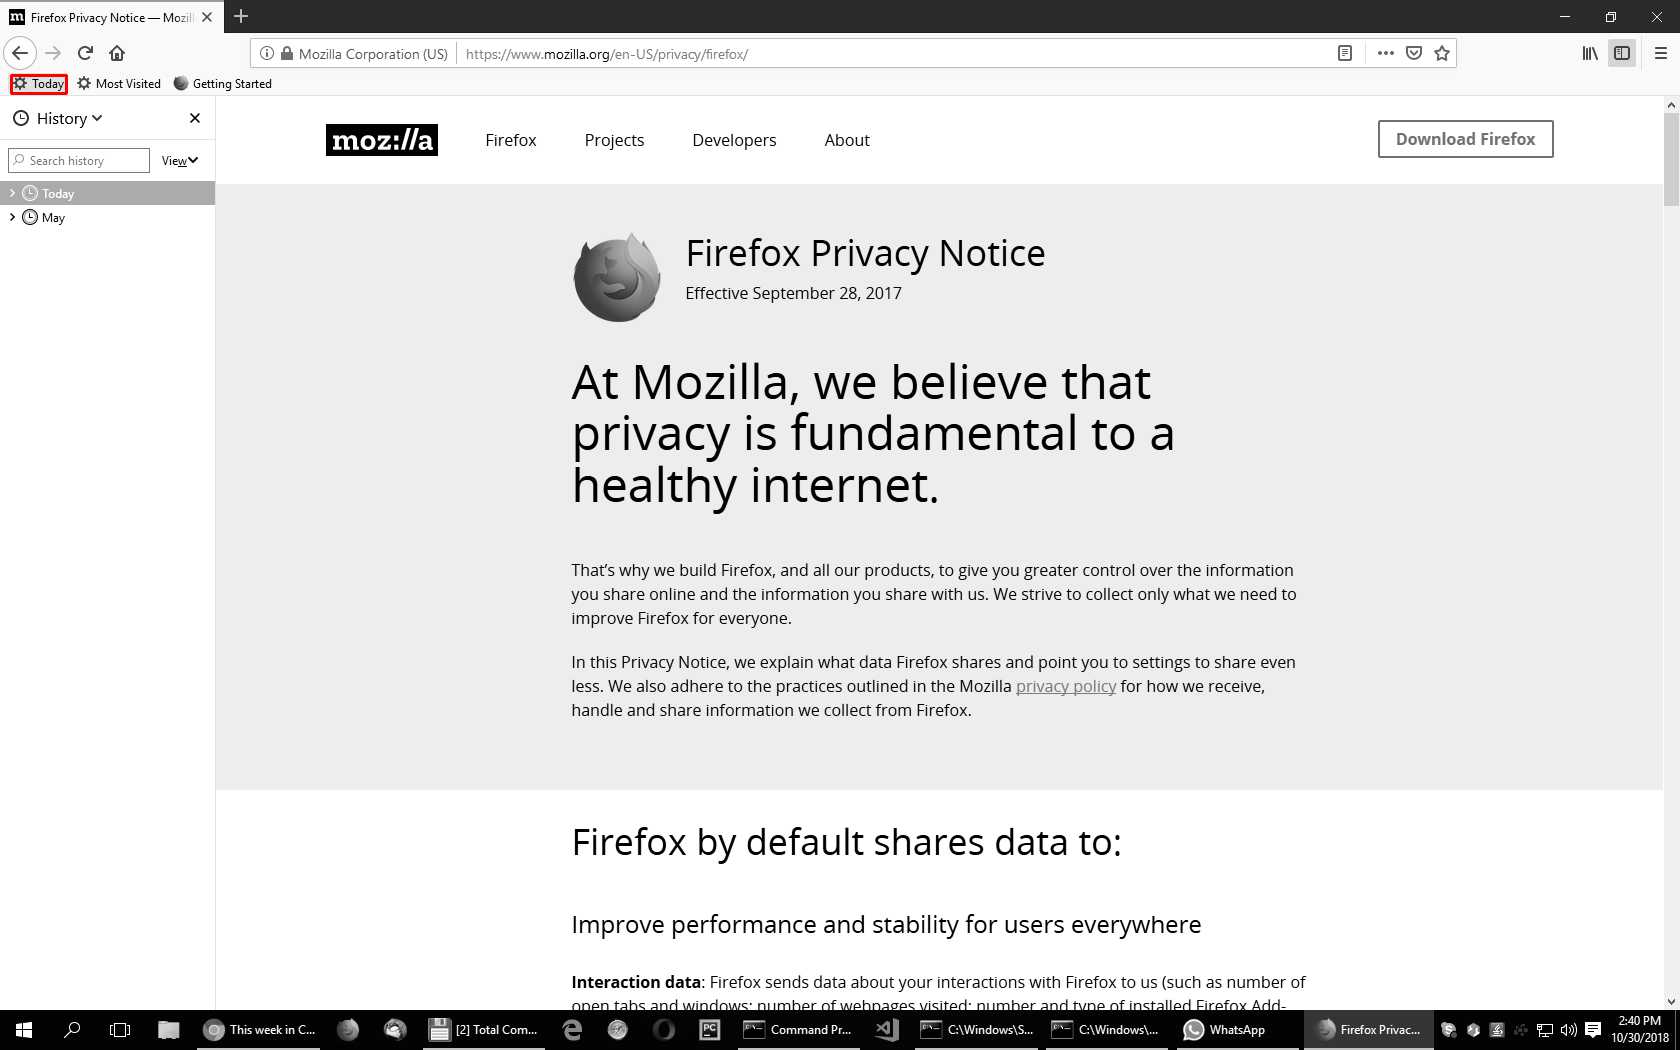 Firefox Privacy Notice — Mozil
Mozilla Corporation (US)
https://www.mozilla.org/en-US/privacy/firefox/
Today
Most Visited
Getting Started
History
Search history
View
Today
May
moz://a
Firefox
Projects
Developers
About
Download Firefox
Firefox Privacy Notice
Effective September 28, 2017
At Mozilla, we believe that
privacy is fundamental to a
healthy internet.
That’s why we build Firefox, and all our products, to give you greater control over the information
you share online and the information you share with us. We strive to collect only what we need to
improve Firefox for everyone.
In this Privacy Notice, we explain what data Firefox shares and point you to settings to share even
less. We also adhere to the practices outlined in the Mozilla privacy policy for how we receive,
handle and share information we collect from Firefox.
Firefox by default shares data to:
Improve performance and stability for users everywhere
Interaction data: Firefox sends data about your interactions with Firefox to us (such as number of
open tabs and windows; number of webpages visited; number and type of installed Firefox Add-
This week in C...
[2] Total Com...
PC
Command Pr...
C:\Windows\S...
C:\Windows\...
WhatsApp
Firefox Privac...
2:40 PM
10/30/2018